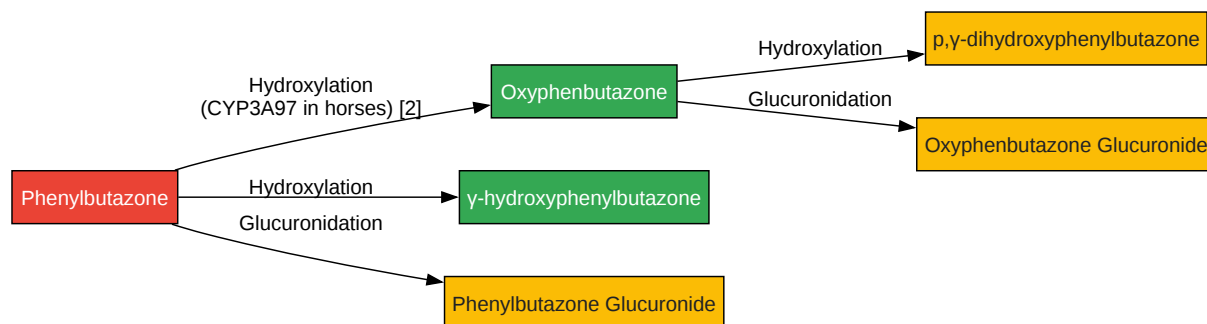 Hydroxylation
p,γ-dihydroxyphenylbutazone
Hydroxylation
(CYP3A97 in horses) [2]
Oxyphenbutazone
Glucuronidation
Oxyphenbutazone Glucuronide
Phenylbutazone
Hydroxylation
γ-hydroxyphenylbutazone
Glucuronidation
Phenylbutazone Glucuronide